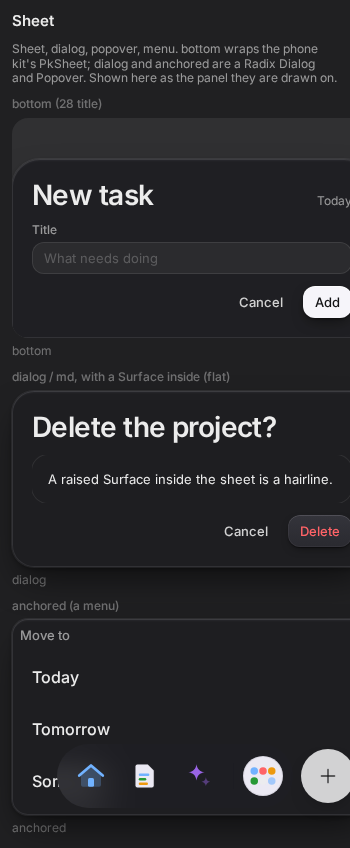 Sheet
Sheet, dialog, popover, menu. bottom wraps the phone
kit's PkSheet; dialog and anchored are a Radix Dialog
and Popover. Shown here as the panel they are drawn on.
bottom (28 title)
New task
Today
Title
What needs doing
Cancel
Add
bottom
dialog / md, with a Surface inside (flat)
Delete the project?
A raised Surface inside the sheet is a hairline.
Cancel
Delete
dialog
anchored (a menu)
Move to
Today
Tomorrow
anchored